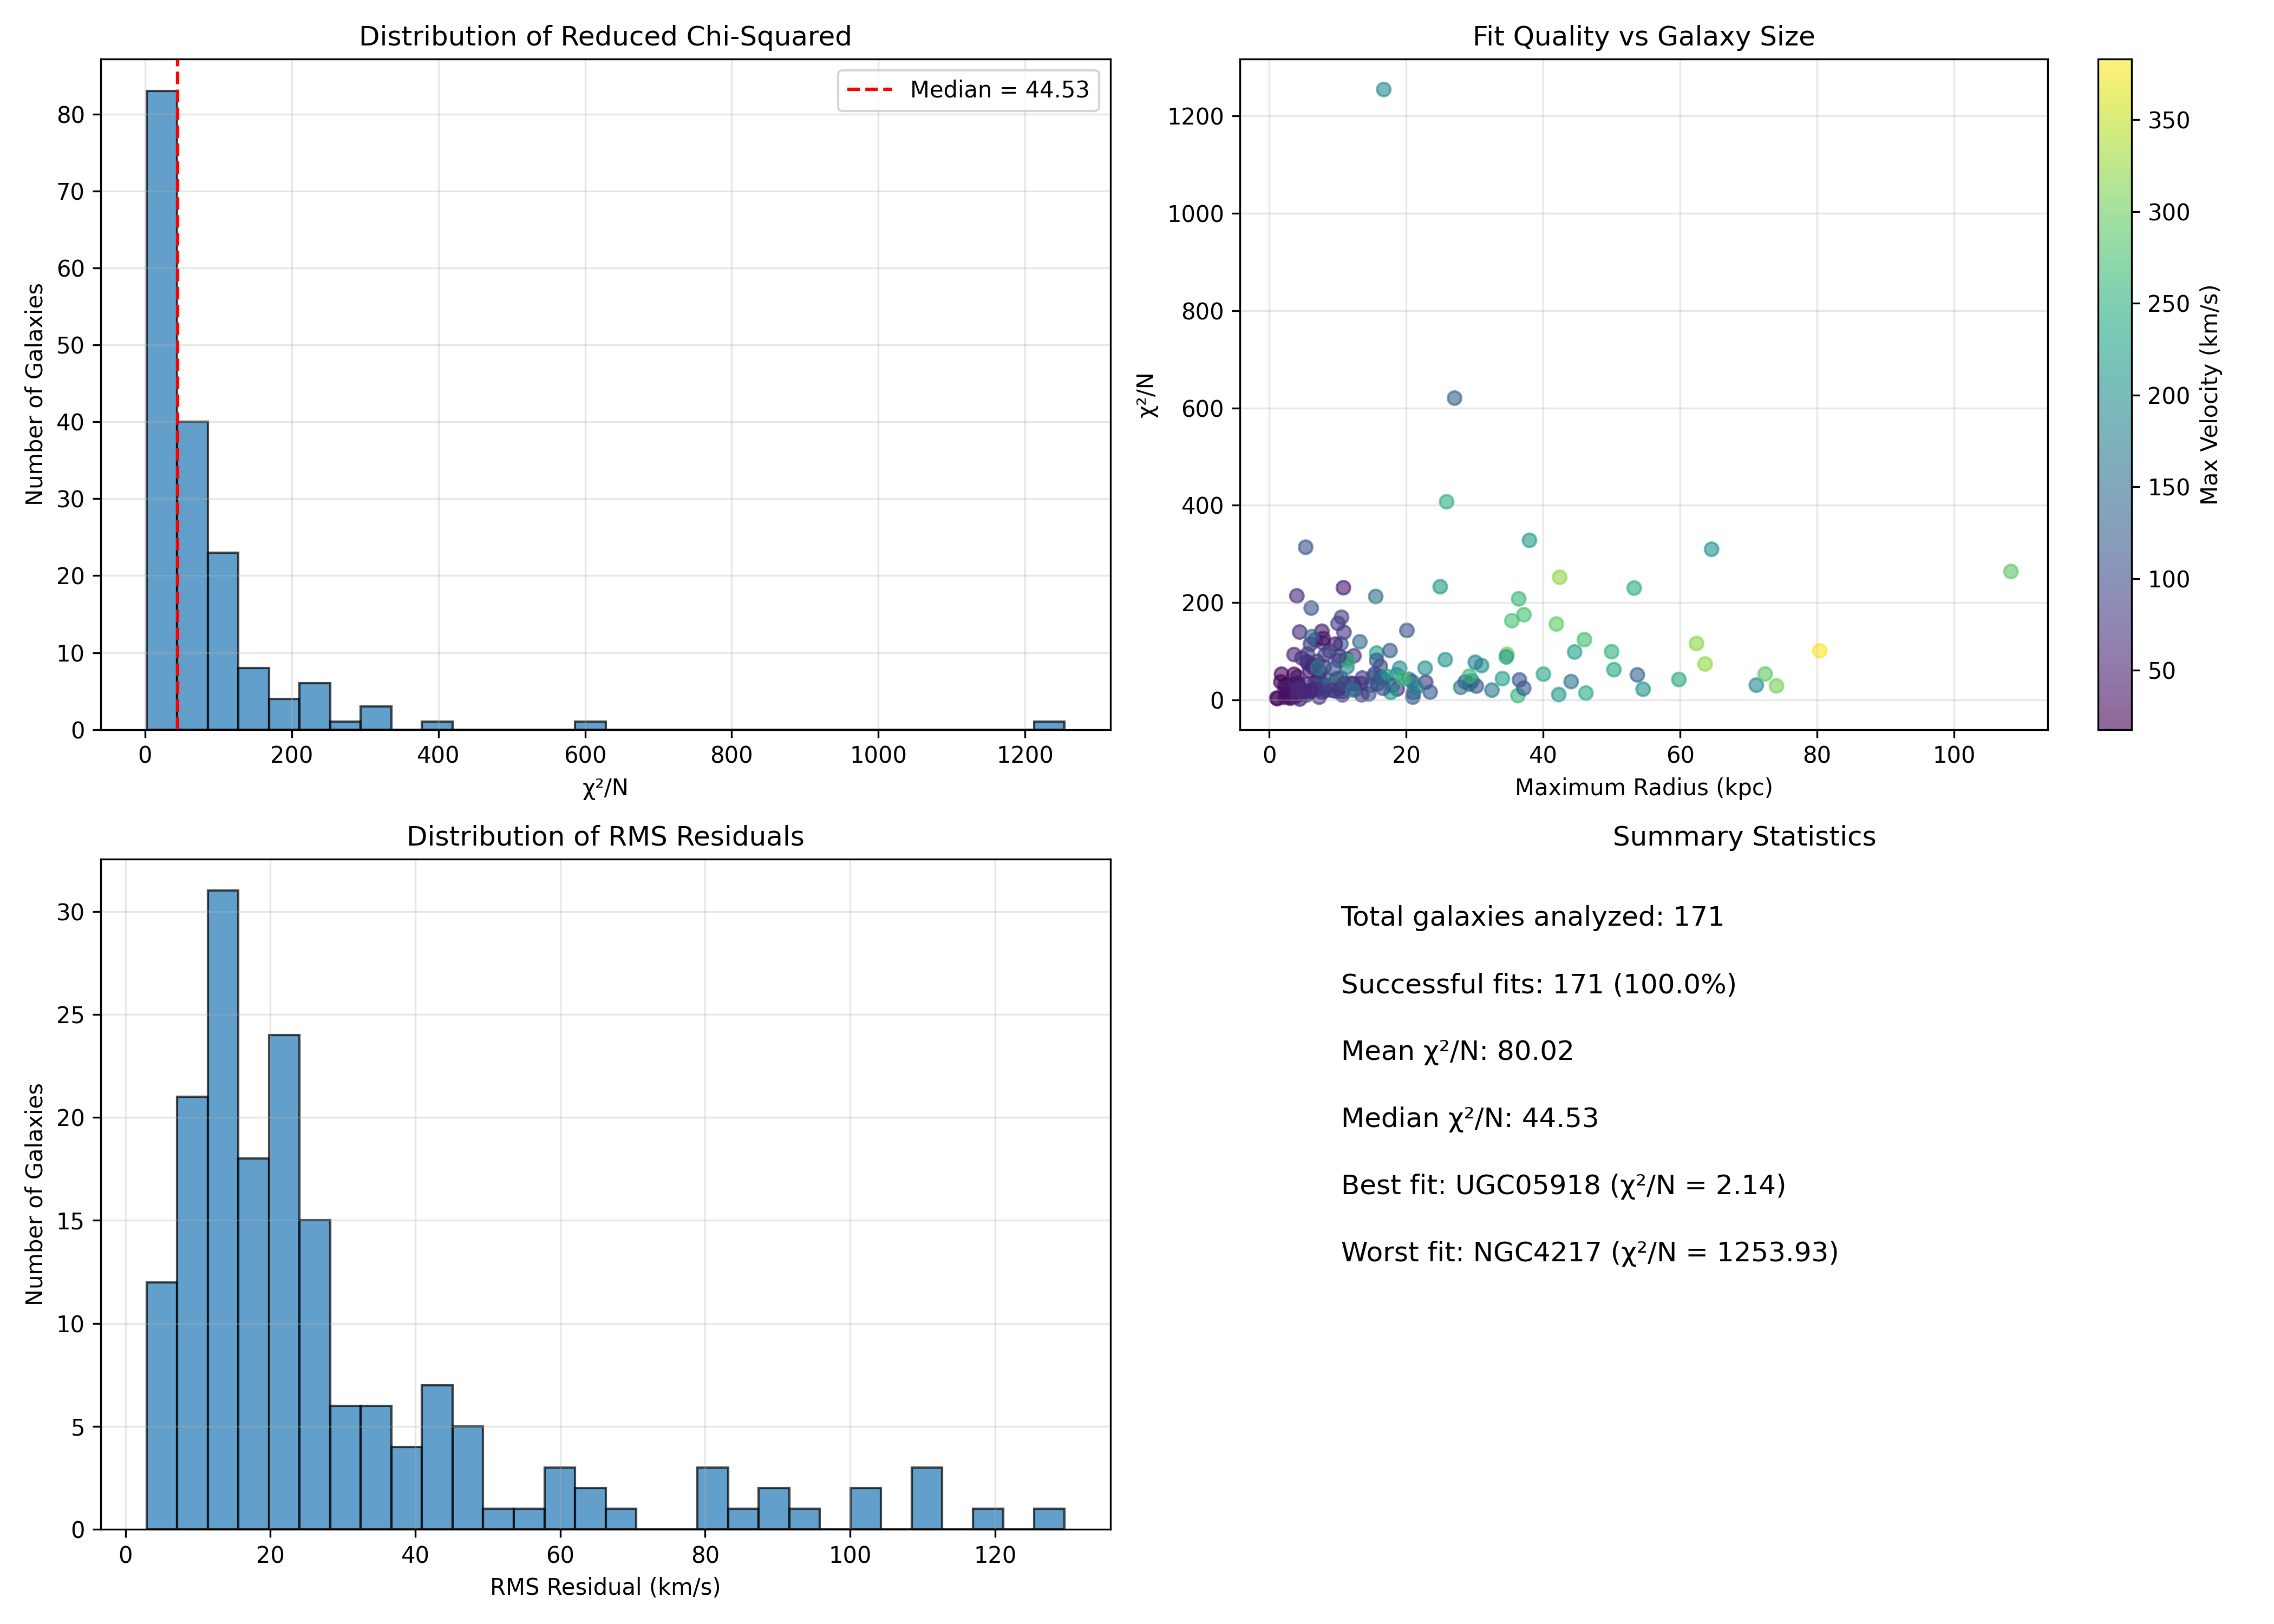 Distribution of Reduced Chi-Squared
Median = 44.53
80
70
60
50
40
30
20
10
0
Number of Galaxies
0 200 400 600 800 1000 1200
χ²/N
Fit Quality vs Galaxy Size
1200
1000
800
600
400
200
0
χ²/N
0 20 40 60 80 100
Maximum Radius (kpc)
350
300
250
200
150
100
50
Max Velocity (km/s)
Distribution of RMS Residuals
30
25
20
15
10
5
0
Number of Galaxies
0 20 40 60 80 100 120
RMS Residual (km/s)
Summary Statistics
Total galaxies analyzed: 171
Successful fits: 171 (100.0%)
Mean χ²/N: 80.02
Median χ²/N: 44.53
Best fit: UGC05918 (χ²/N = 2.14)
Worst fit: NGC4217 (χ²/N = 1253.93)